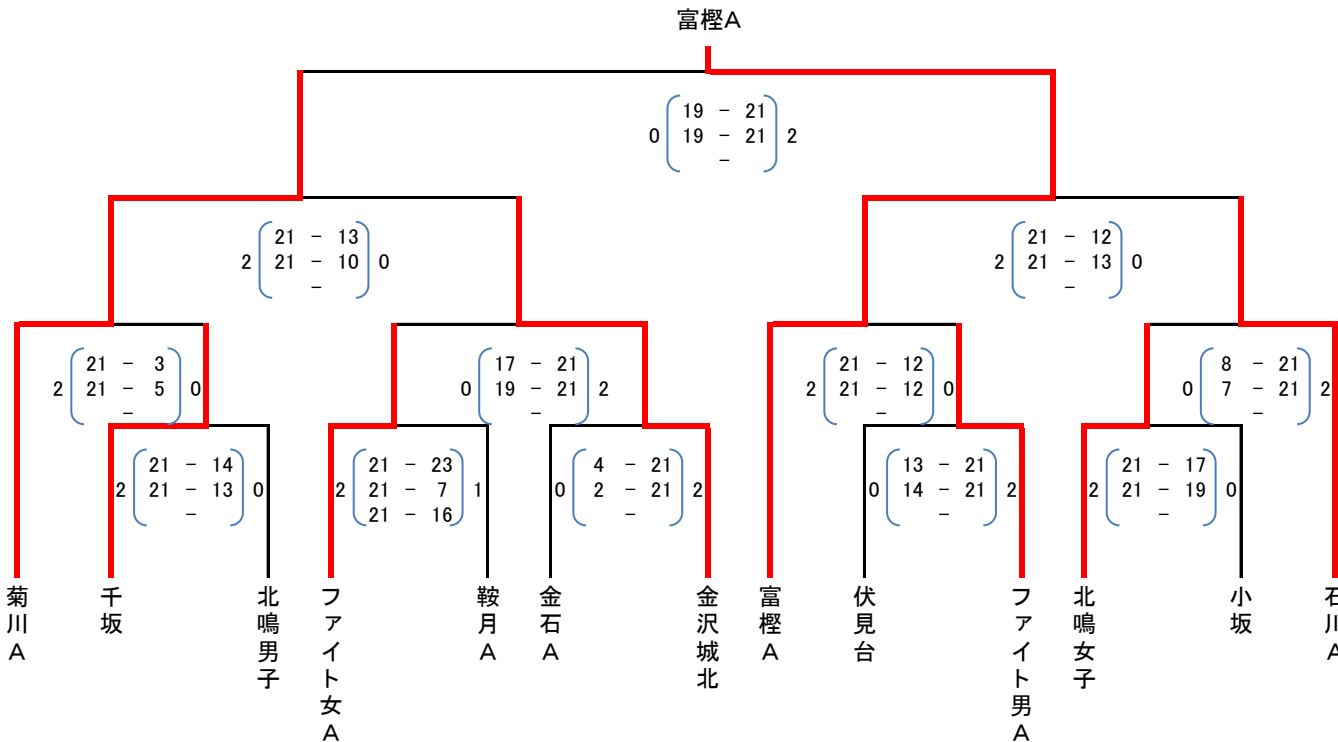 富樫A
19 - 21
0 19 - 21 2
-
21 - 13
2 21 - 10 0
-
21 - 12
2 21 - 13 0
-
21 - 3
2 21 - 5 0
-
17 - 21
0 19 - 21 2
-
21 - 12
2 21 - 12 0
-
8 - 21
0 7 - 21 2
-
21 - 14
2 21 - 13 0
-
21 - 23
2 21 - 7 1
21 - 16
4 - 21
0 2 - 21 2
-
13 - 21
0 14 - 21 2
-
21 - 17
2 21 - 19 0
-
菊川A
千坂
北鳴男子
ファイト女A
鞍月A
金石A
金沢城北
富樫A
伏見台
ファイト男A
北鳴女子
小坂
石川A